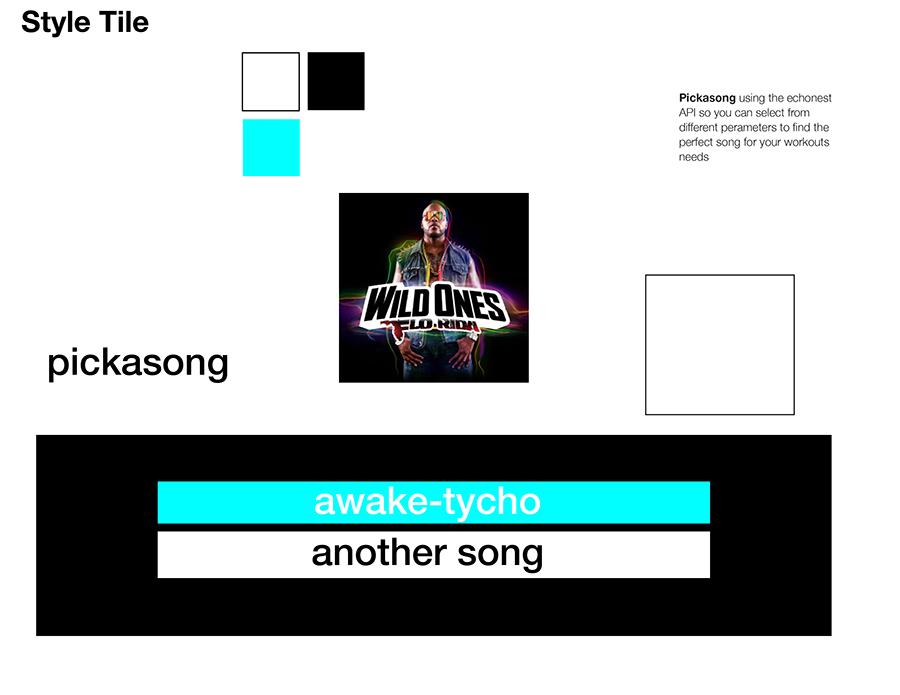 Style Tile
Pickasong using the echonest
API so you can select from
different perameters to find the
perfect song for your workouts
needs
WILD ONES
FLO.RIDA
pickasong
awake-tycho
another song